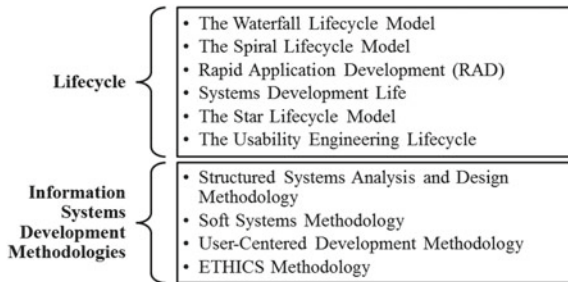 Lifecycle
• The Waterfall Lifecycle Model
• The Spiral Lifecycle Model
• Rapid Application Development (RAD)
• Systems Development Life
• The Star Lifecycle Model
• The Usability Engineering Lifecycle
Information
Systems
Development
Methodologies
• Structured Systems Analysis and Design
Methodology
• Soft Systems Methodology
• User-Centered Development Methodology
• ETHICS Methodology